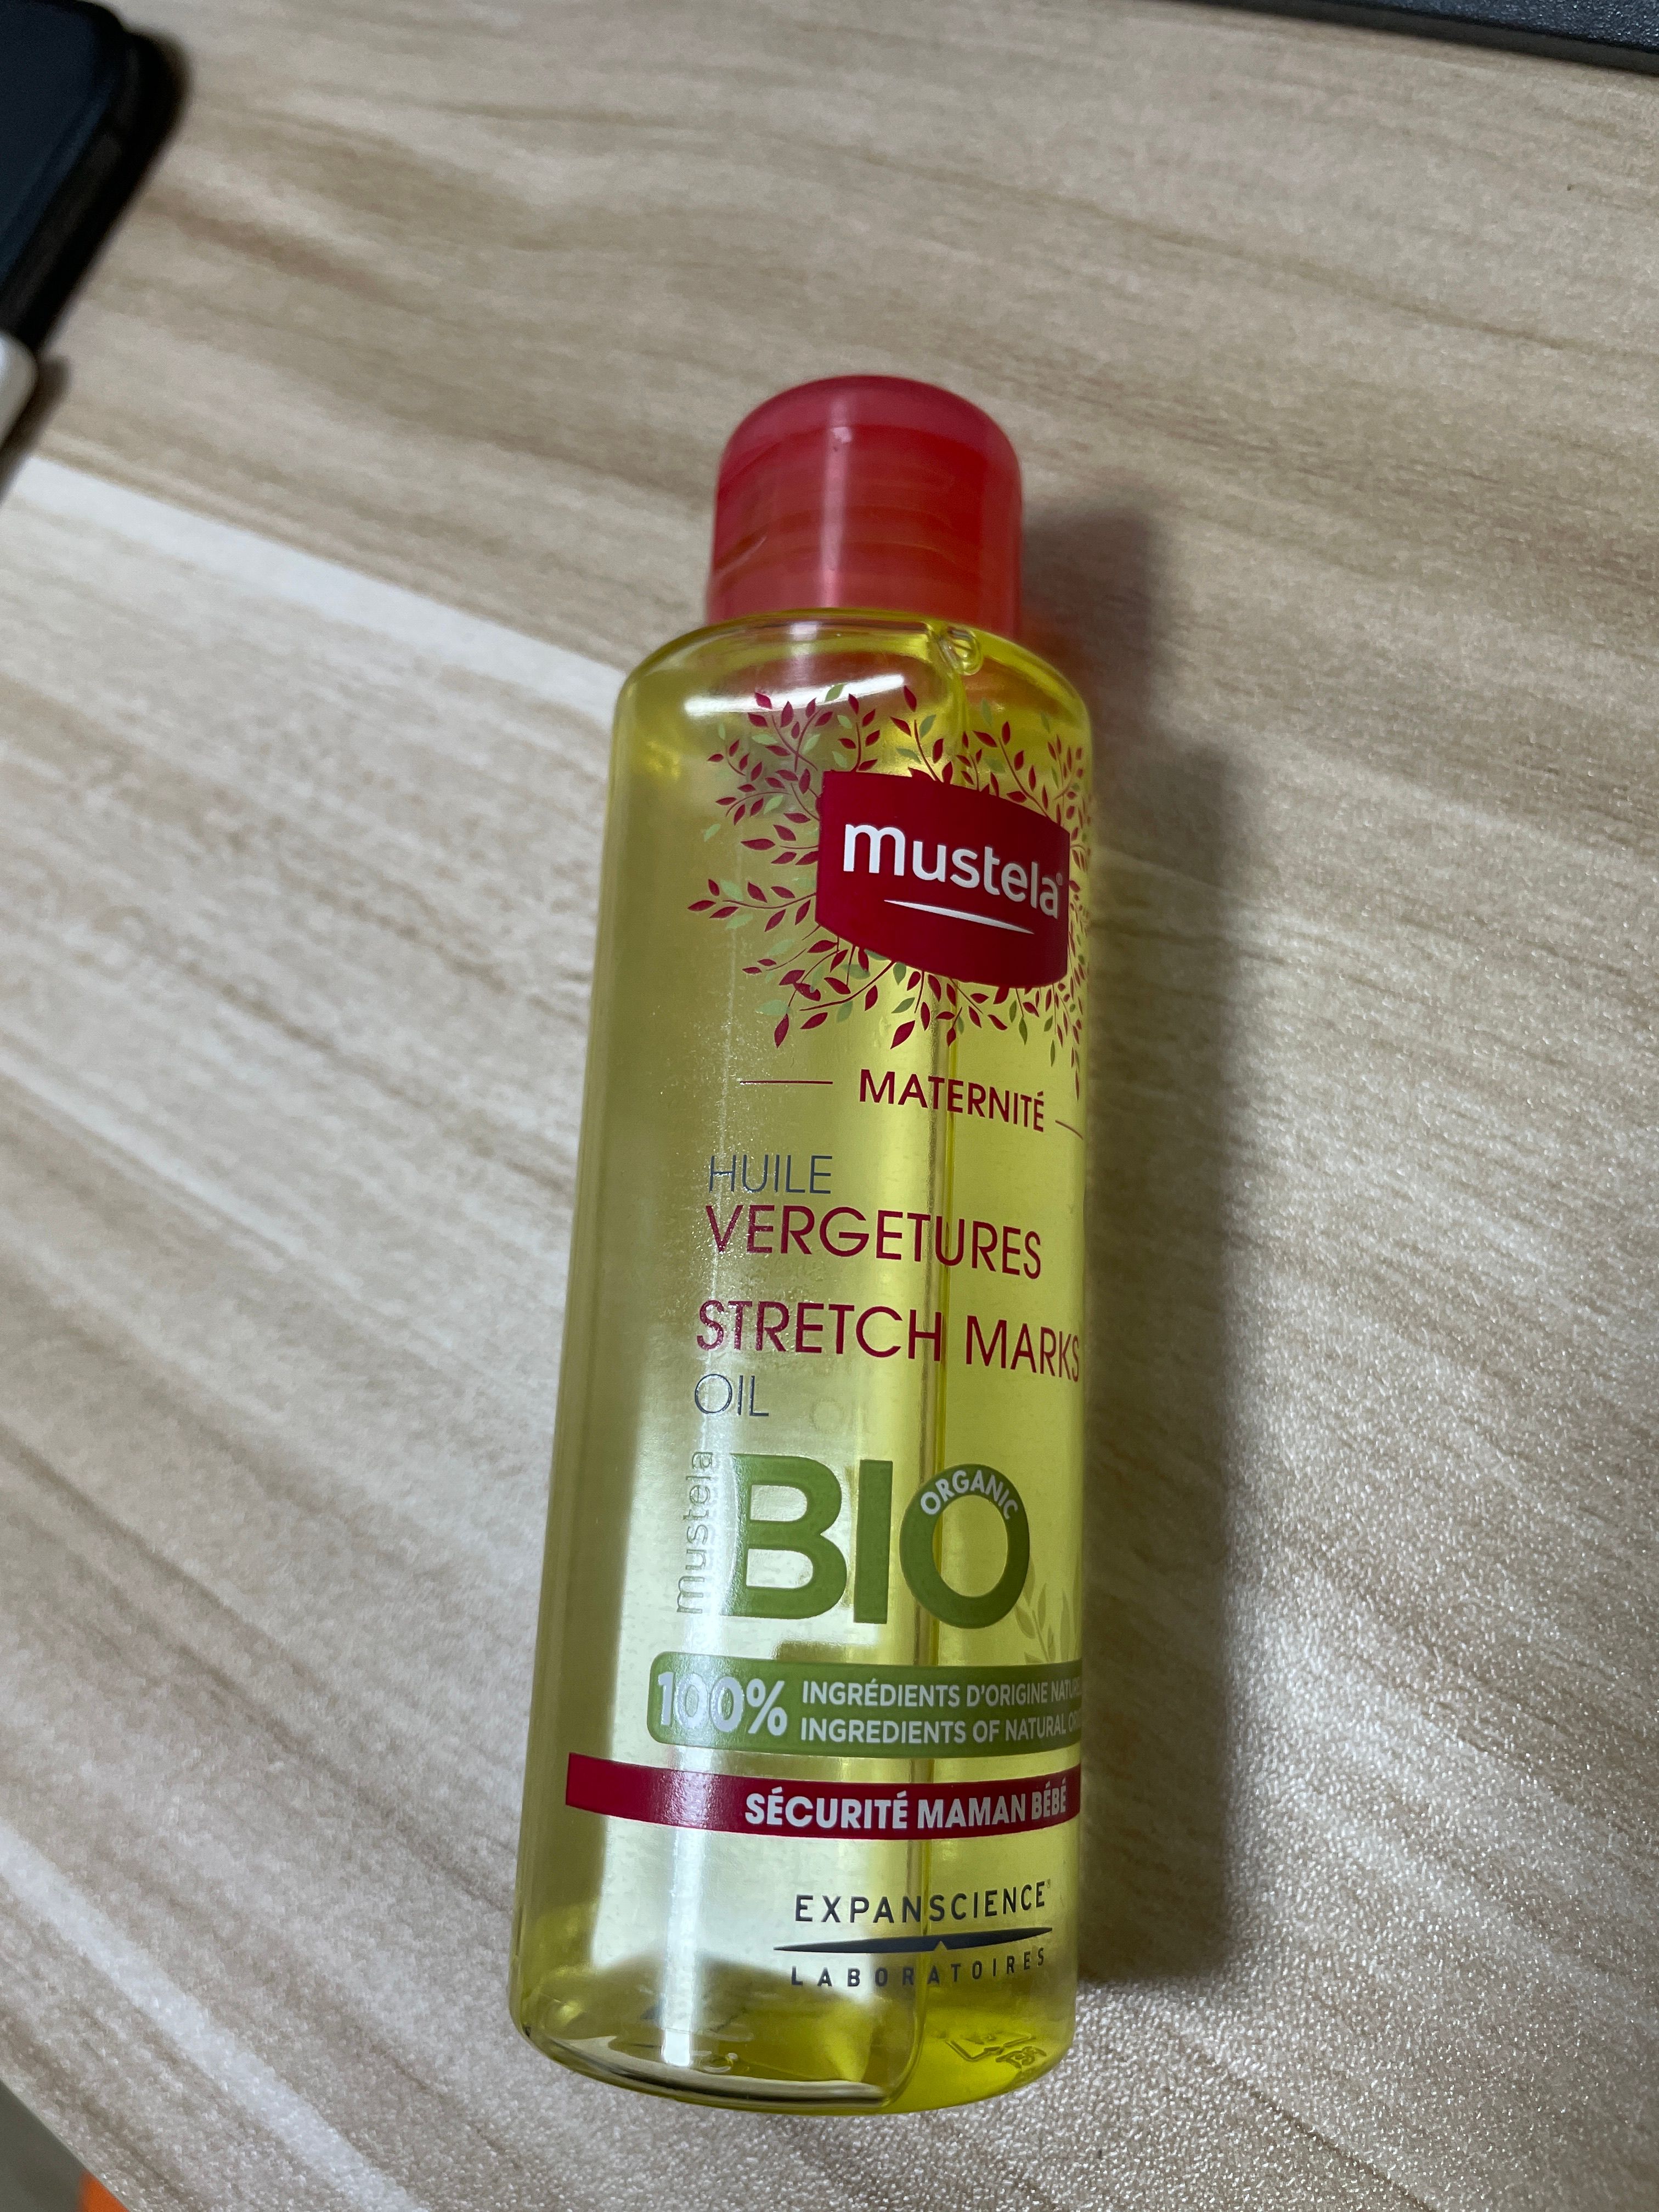 mustela
MATERNITÉ
HUILE
VERGETURES
STRETCH MARKS
OIL
mustela
BIO
ORGANIC
100%
INGRÉDIENTS D'ORIGINE
INGREDIENTS OF NATURAL
SÉCURITÉ MAMAN BÉBÉ
EXPANSCIENCE
LABORATOIRES